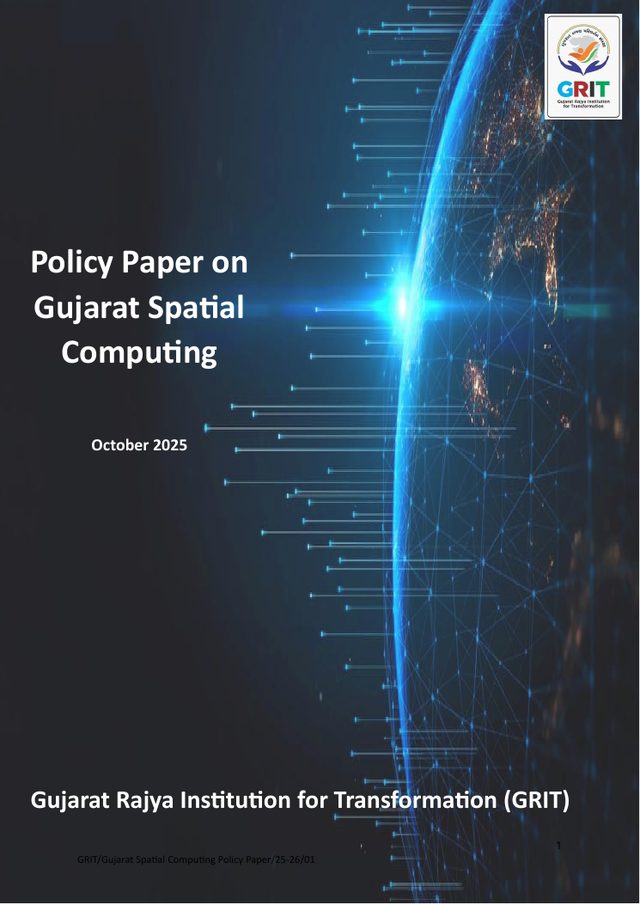 GRIT
Gujarat Rajya Institution
for Transformation
Policy Paper on
Gujarat Spatial
Computing
October 2025
Gujarat Rajya Institution for Transformation (GRIT)
1
GRIT/Gujarat Spatial Computing Policy Paper/25-26/01